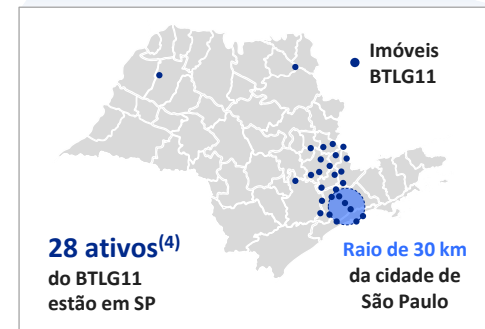 Imóveis
BTLG11
28 ativos(4)
do BTLG11
estão em SP
Raio de 30 km
da cidade de
São Paulo